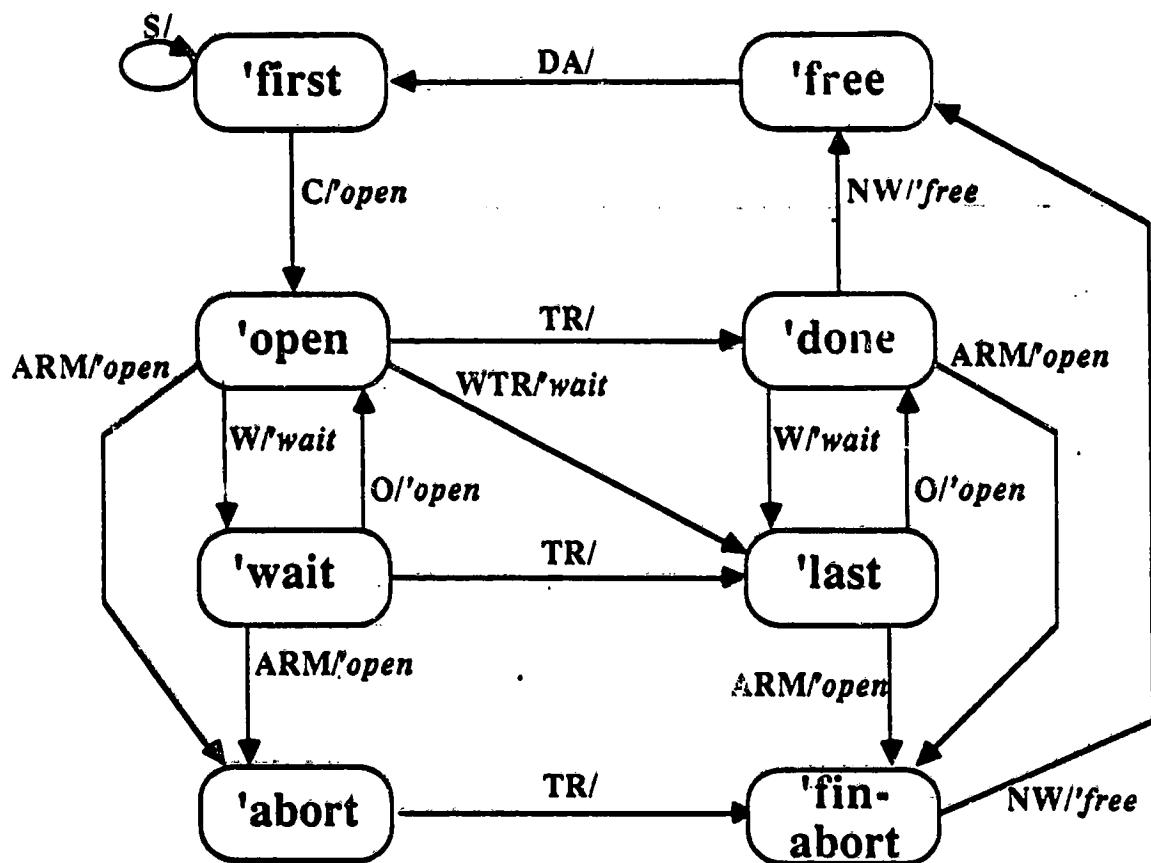 S/
'first
DA/
'free
C/'open
NW/'free
'open
TR/
'done
ARM/'open
ARM/'open
WTR/'wait
W/'wait
W/'wait
O/'open
O/'open
'wait
TR/
'last
ARM/'open
ARM/'open
'abort
TR/
'fin-
abort
NW/'free